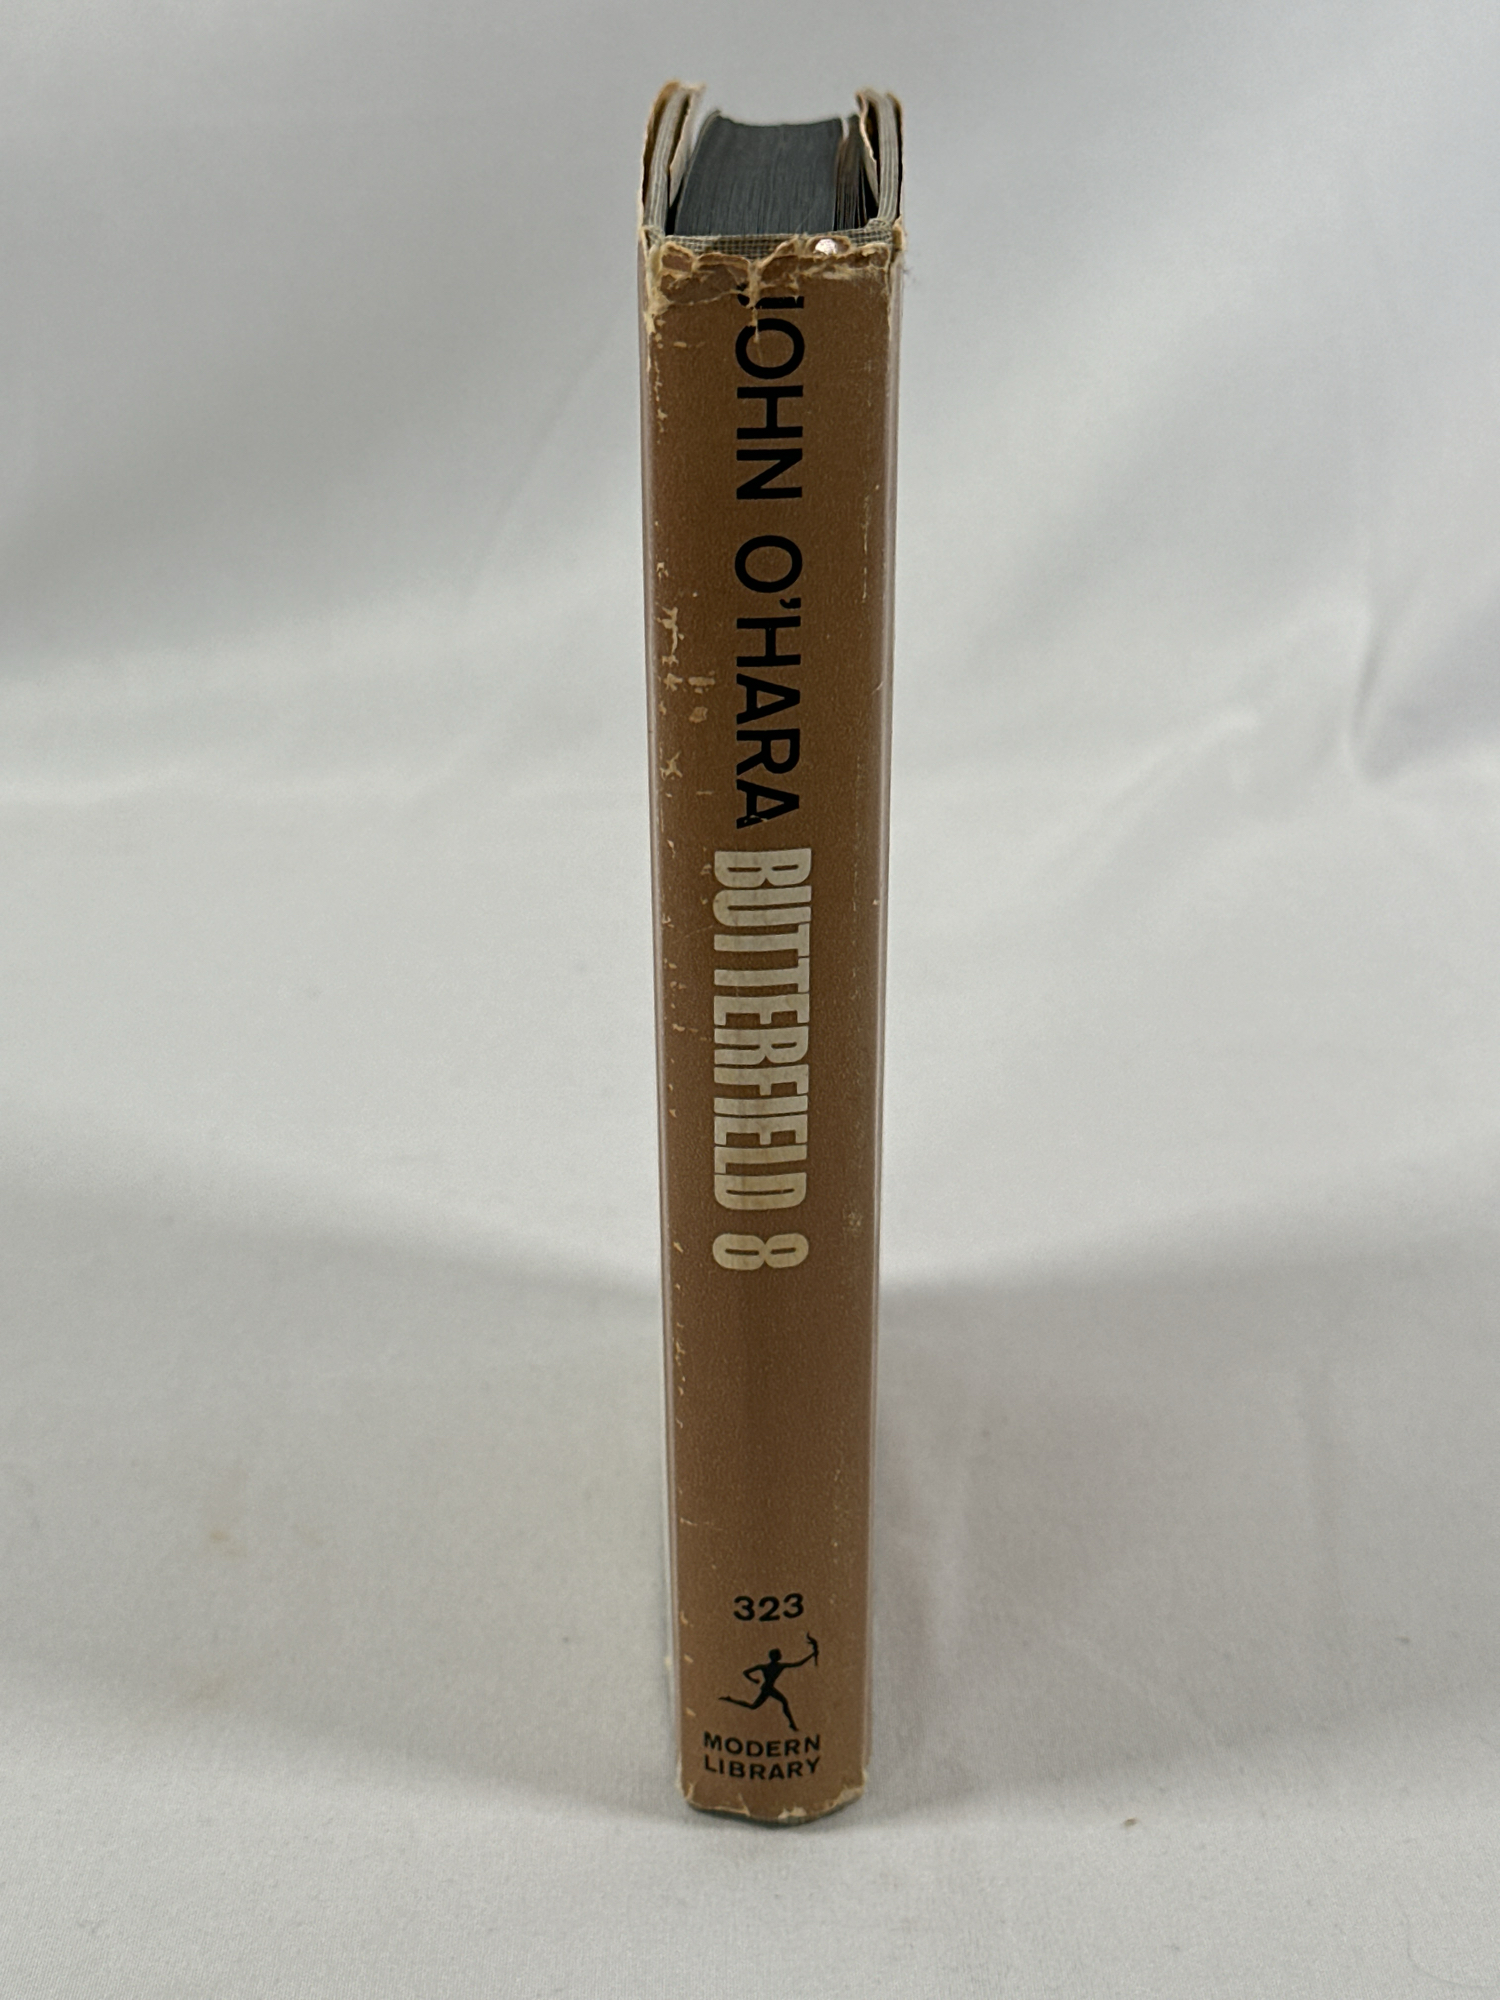 JOHN O'HARA
BUTTERFIELD 8
323
MODERN
LIBRARY